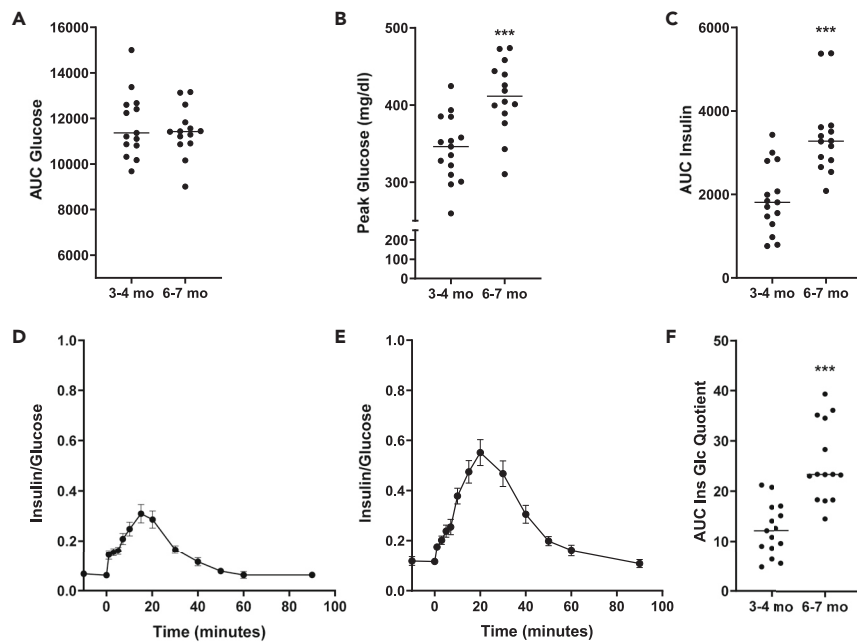 A
AUC Glucose
16000
14000
12000
10000
8000
6000
3-4 mo 6-7 mo
B
Peak Glucose (mg/dl)
500
400
300
200
100
0
***
3-4 mo 6-7 mo
C
AUC Insulin
6000
4000
2000
0
***
3-4 mo 6-7 mo
D
Insulin/Glucose
1.0
0.8
0.6
0.4
0.2
0.0
0 20 40 60 80 100
Time (minutes)
E
Insulin/Glucose
1.0
0.8
0.6
0.4
0.2
0.0
0 20 40 60 80 100
Time (minutes)
F
AUC Ins Glc Quotient
50
40
30
20
10
0
***
3-4 mo 6-7 mo